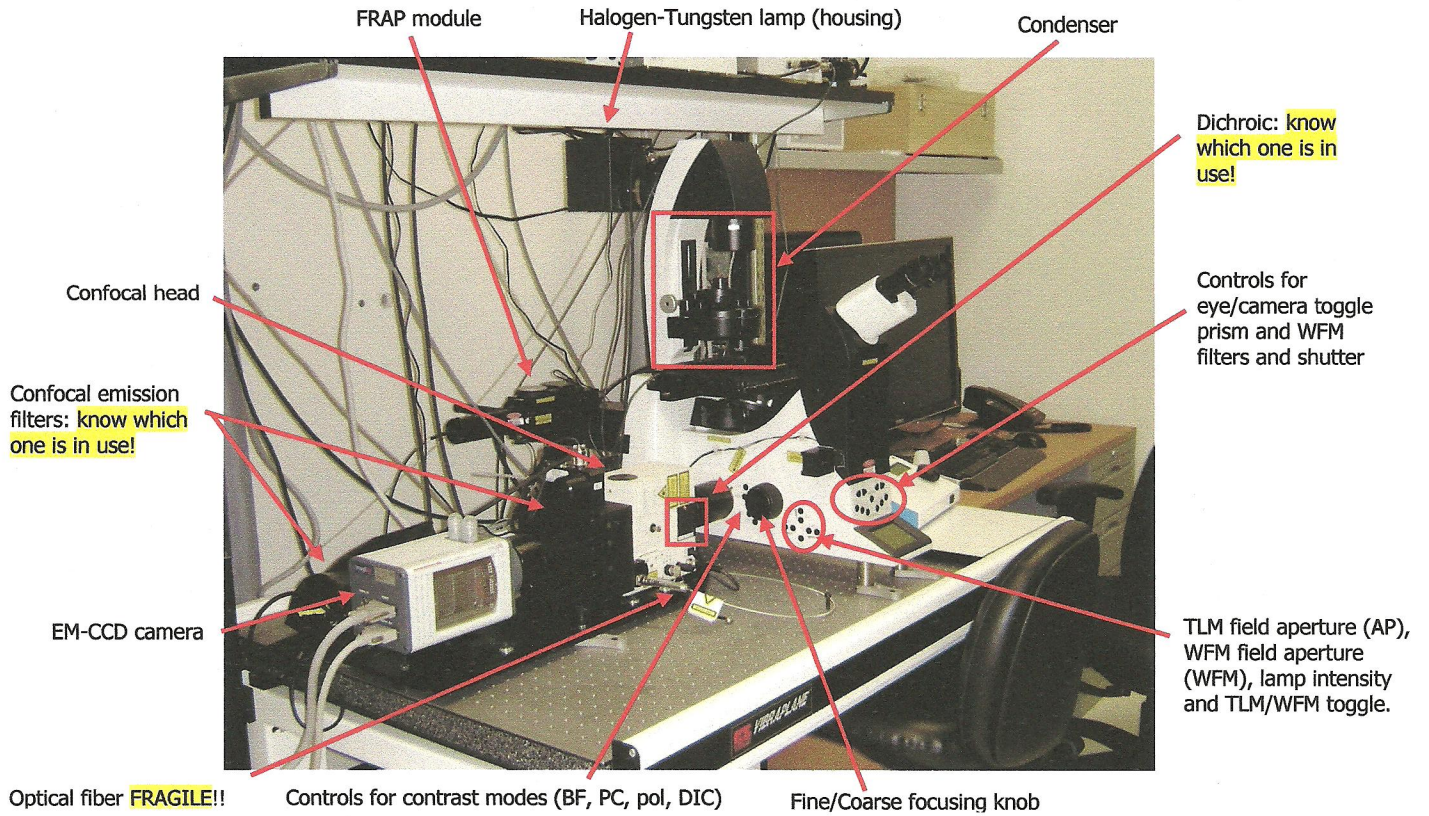 FRAP module
Halogen-Tungsten lamp (housing)
Condenser
Dichroic: know
which one is in
use!
Confocal head
Controls for
eye/camera toggle
prism and WFM
filters and shutter
Confocal emission
filters: know which
one is in use!
EM-CCD camera
TLM field aperture (AP),
WFM field aperture
(WFM), lamp intensity
and TLM/WFM toggle.
VIBRAPLANE
Optical fiber FRAGILE!!
Controls for contrast modes (BF, PC, pol, DIC)
Fine/Coarse focusing knob